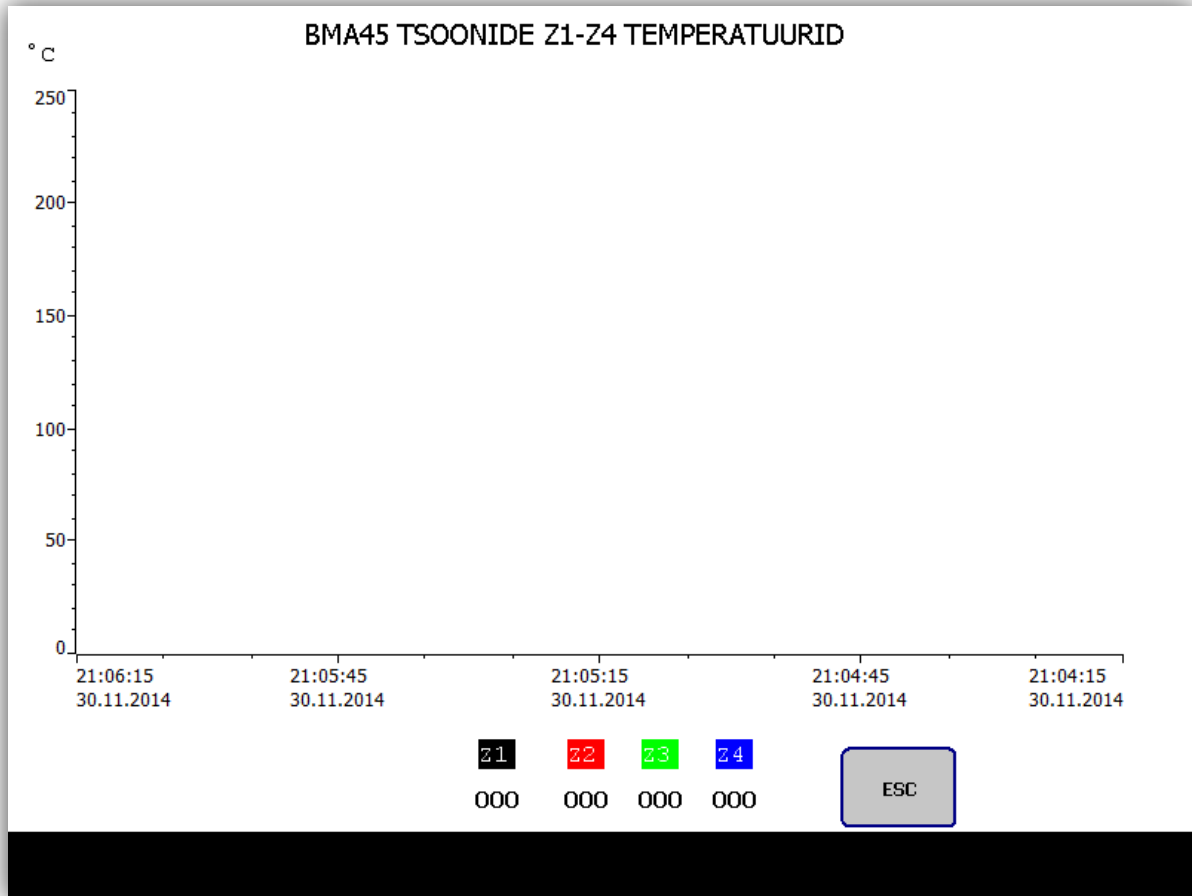 BMA45 TSOONIDE Z1-Z4 TEMPERATUURID
°C
250
200
150
100
50
0
21:06:15 21:05:45 21:05:15 21:04:45 21:04:15
30.11.2014 30.11.2014 30.11.2014 30.11.2014 30.11.2014
Z1 Z2 Z3 Z4
000 000 000 000
ESC